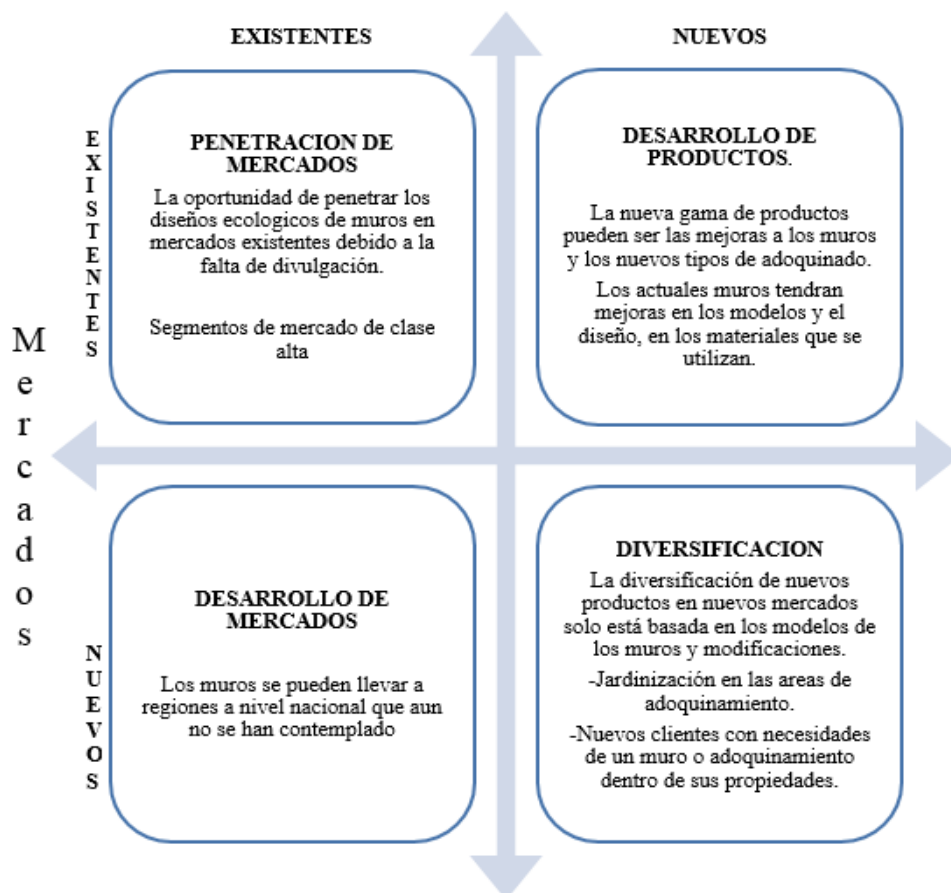 EXISTENTES
NUEVOS
Mercados
EXISTENTES
PENETRACION DE
MERCADOS
La oportunidad de penetrar los
diseños ecologicos de muros en
mercados existentes debido a la
falta de divulgación.
Segmentos de mercado de clase
alta
DESARROLLO DE
PRODUCTOS.
La nueva gama de productos
pueden ser las mejoras a los muros
y los nuevos tipos de adoquinado.
Los actuales muros tendran
mejoras en los modelos y el
diseño, en los materiales que se
utilizan.
NUEVOS
DESARROLLO DE
MERCADOS
Los muros se pueden llevar a
regiones a nivel nacional que aun
no se han contemplado
DIVERSIFICACION
La diversificación de nuevos
productos en nuevos mercados
solo está basada en los modelos de
los muros y modificaciones.
-Jardinización en las areas de
adoquinamiento.
-Nuevos clientes con necesidades
de un muro o adoquinamiento
dentro de sus propiedades.